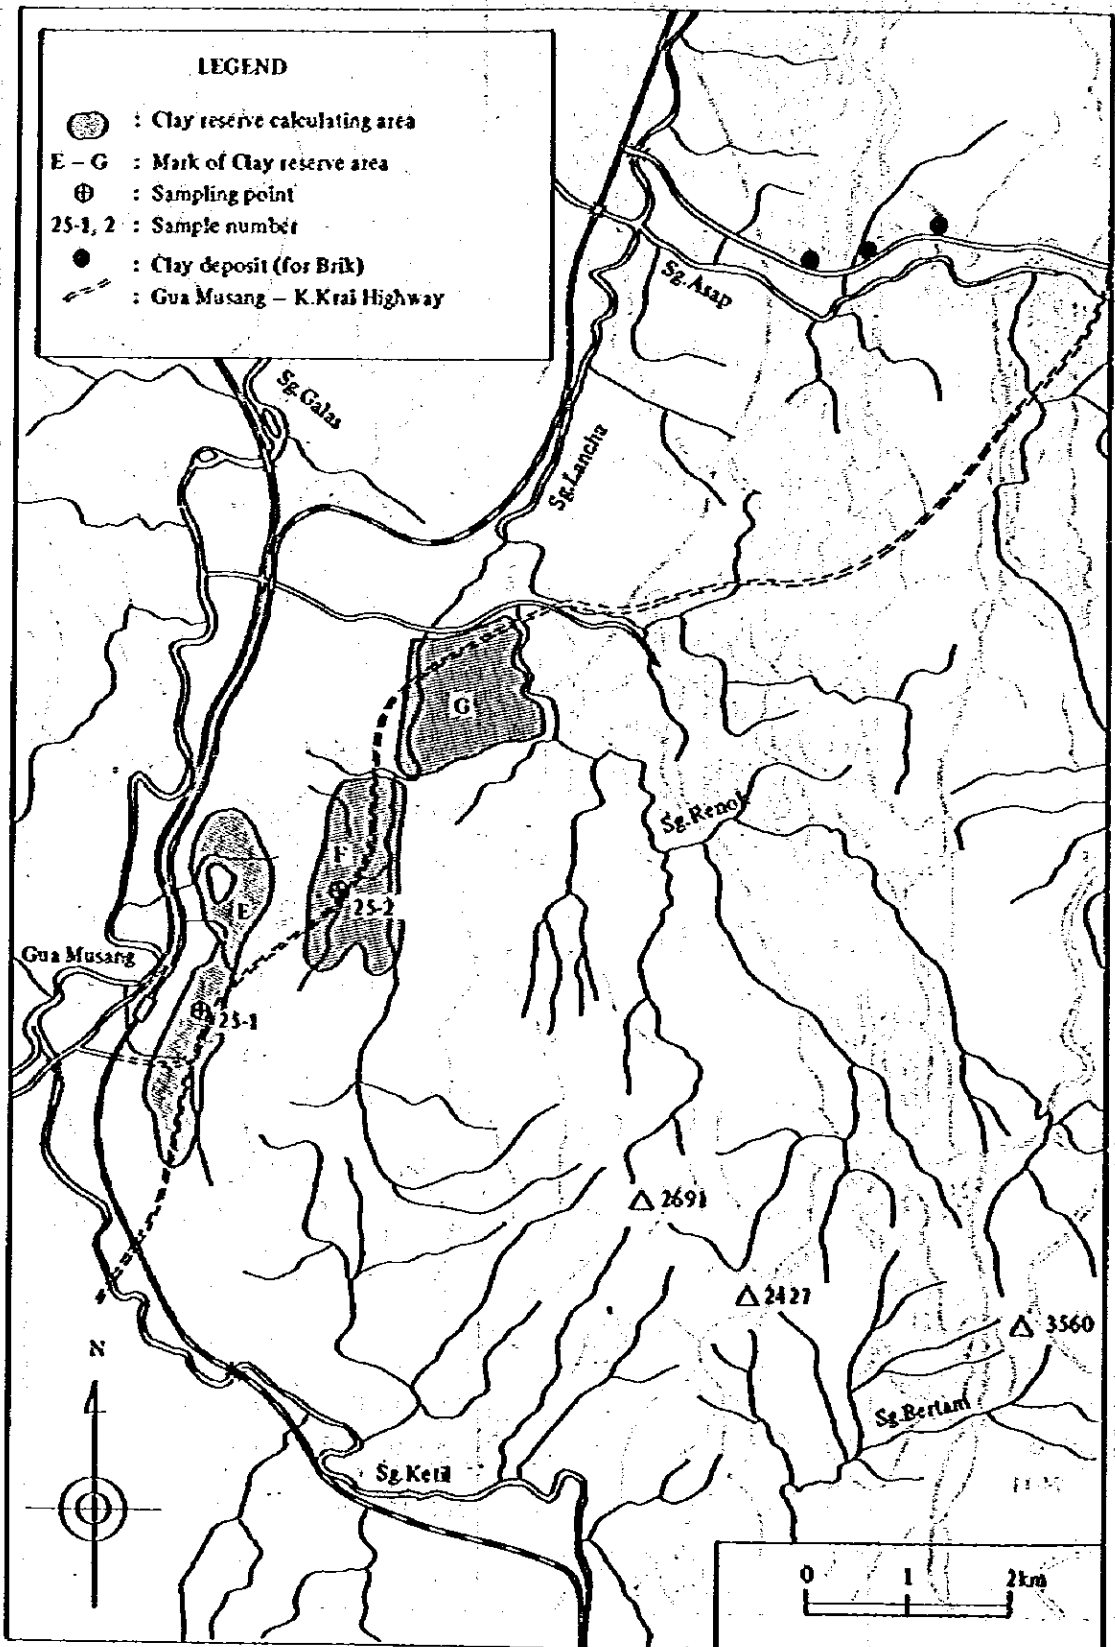 LEGEND
: Clay reserve calculating area
E – G : Mark of Clay reserve area
: Sampling point
25-1, 2 : Sample number
: Clay deposit (for Brik)
: Gua Musang – K.Krai Highway
Sg.Asap
Sg.Galas
Sg.Lancha
G
Sg.Renok
F
25-2
E
Gua Musang
25-1
2691
2427
3560
N
Sg.Bertam
Sg.Ketil
0 1 2km